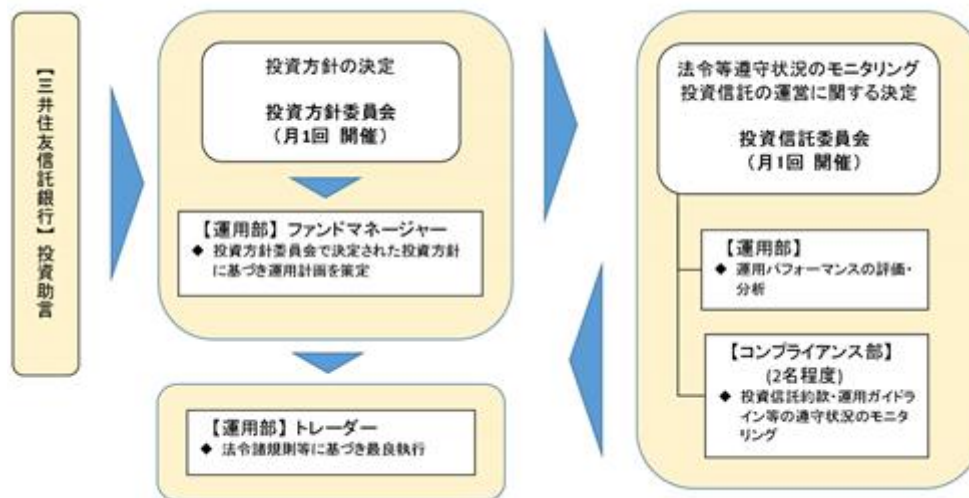 【三井住友信託銀行】投資助言
投資方針の決定
投資方針委員会
（月1回 開催）
【運用部】ファンドマネージャー
◆ 投資方針委員会で決定された投資方針
に基づき運用計画を策定
【運用部】トレーダー
◆ 法令諸規則等に基づき最良執行
法令等遵守状況のモニタリング
投資信託の運営に関する決定
投資信託委員会
（月1回 開催）
【運用部】
◆ 運用パフォーマンスの評価・
分析
【コンプライアンス部】
(2名程度)
◆ 投資信託約款・運用ガイドラ
イン等の遵守状況のモニタ
リング